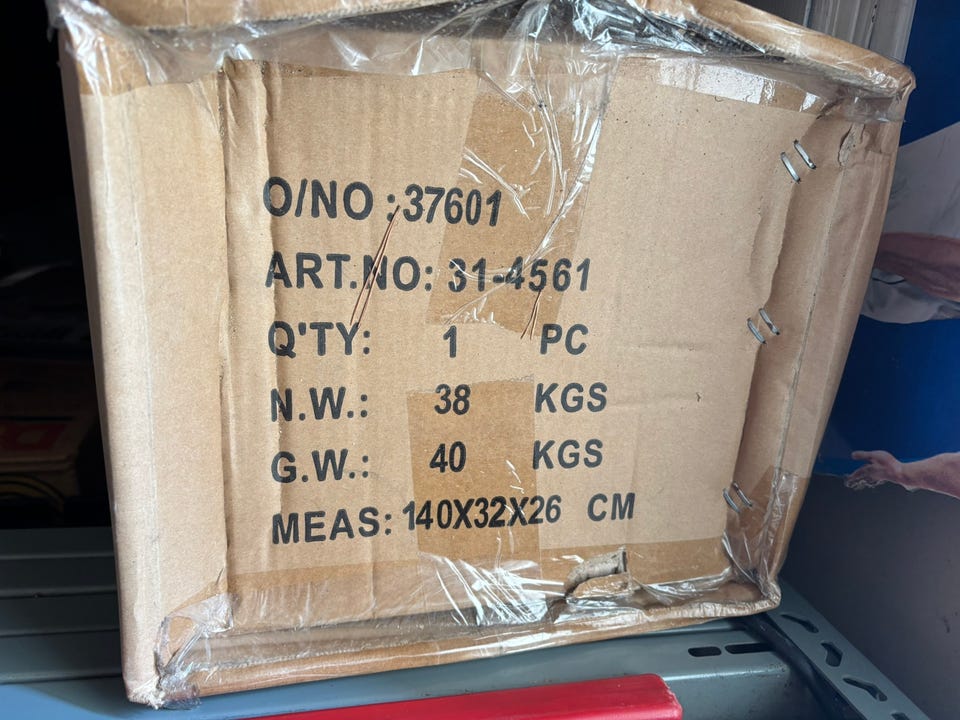 O/NO :37601
ART.NO: 31-4561
Q'TY: 1 PC
N.W.: 38 KGS
G.W.: 40 KGS
MEAS: 140X32X26 CM